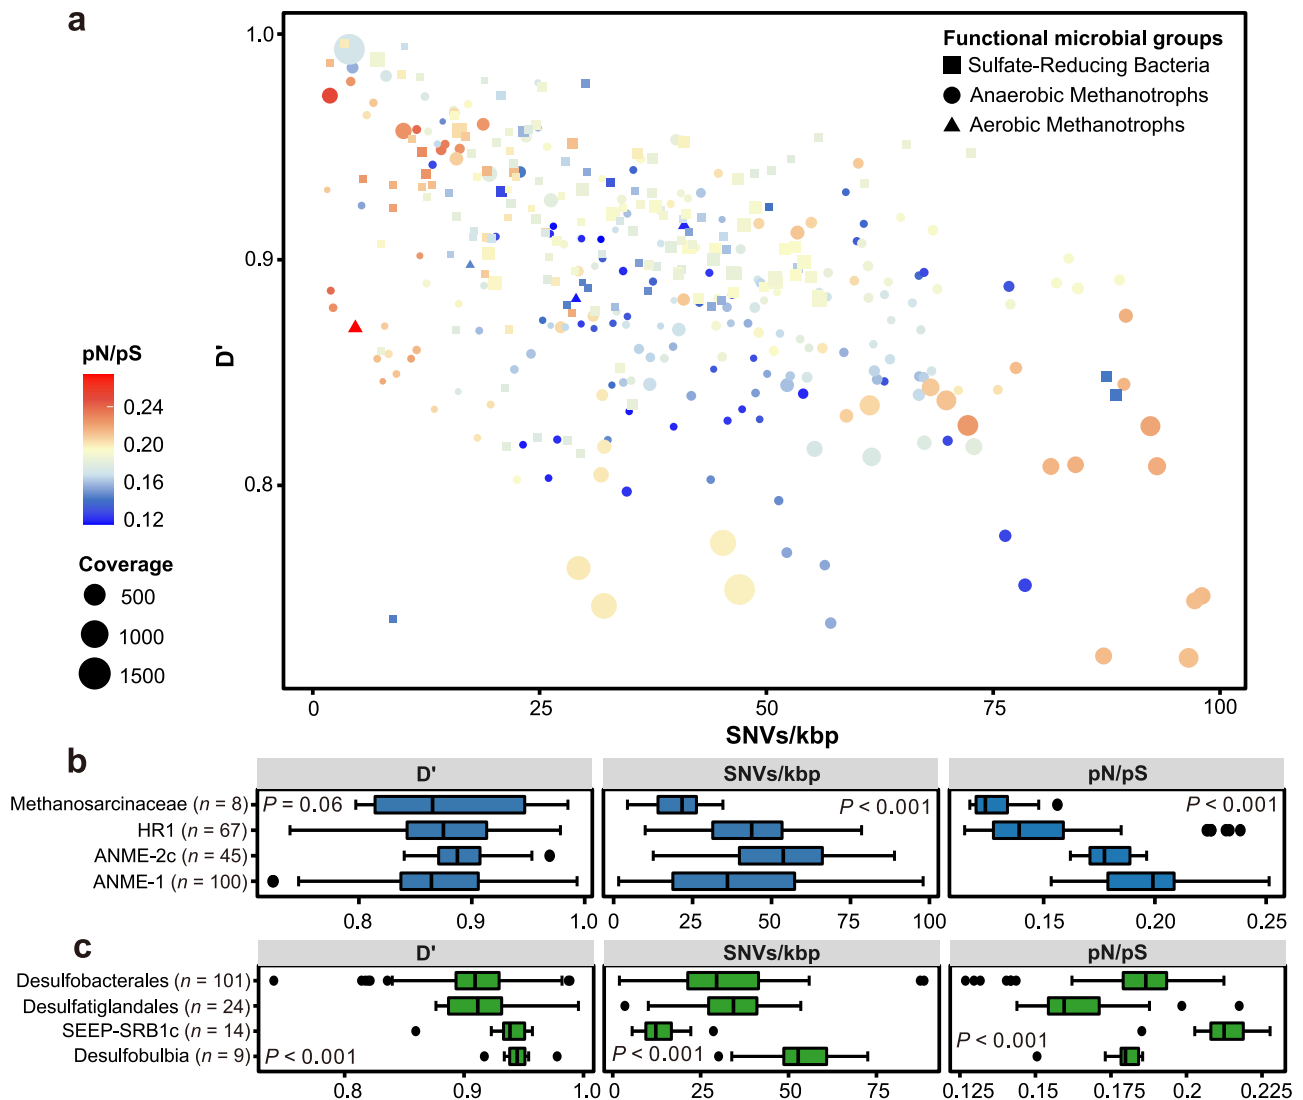 a
1.0
0.9
0.8
D'
0
25
50
75
100
SNVs/kbp
Functional microbial groups
Sulfate-Reducing Bacteria
Anaerobic Methanotrophs
Aerobic Methanotrophs
pN/pS
0.24
0.20
0.16
0.12
Coverage
500
1000
1500
b
D' SNVs/kbp pN/pS
Methanosarcinaceae (n = 8)
HR1 (n = 67)
ANME-2c (n = 45)
ANME-1 (n = 100)
P = 0.06
P < 0.001
P < 0.001
0.8 0.9 1.0 0 25 50 75 100 0.15 0.20 0.25
c
D' SNVs/kbp pN/pS
Desulfobacterales (n = 101)
Desulfatiglandales (n = 24)
SEEP-SRB1c (n = 14)
Desulfobulbia (n = 9)
P < 0.001
P < 0.001
P < 0.001
0.8 0.9 1.0 0 25 50 75 0.125 0.15 0.175 0.2 0.225